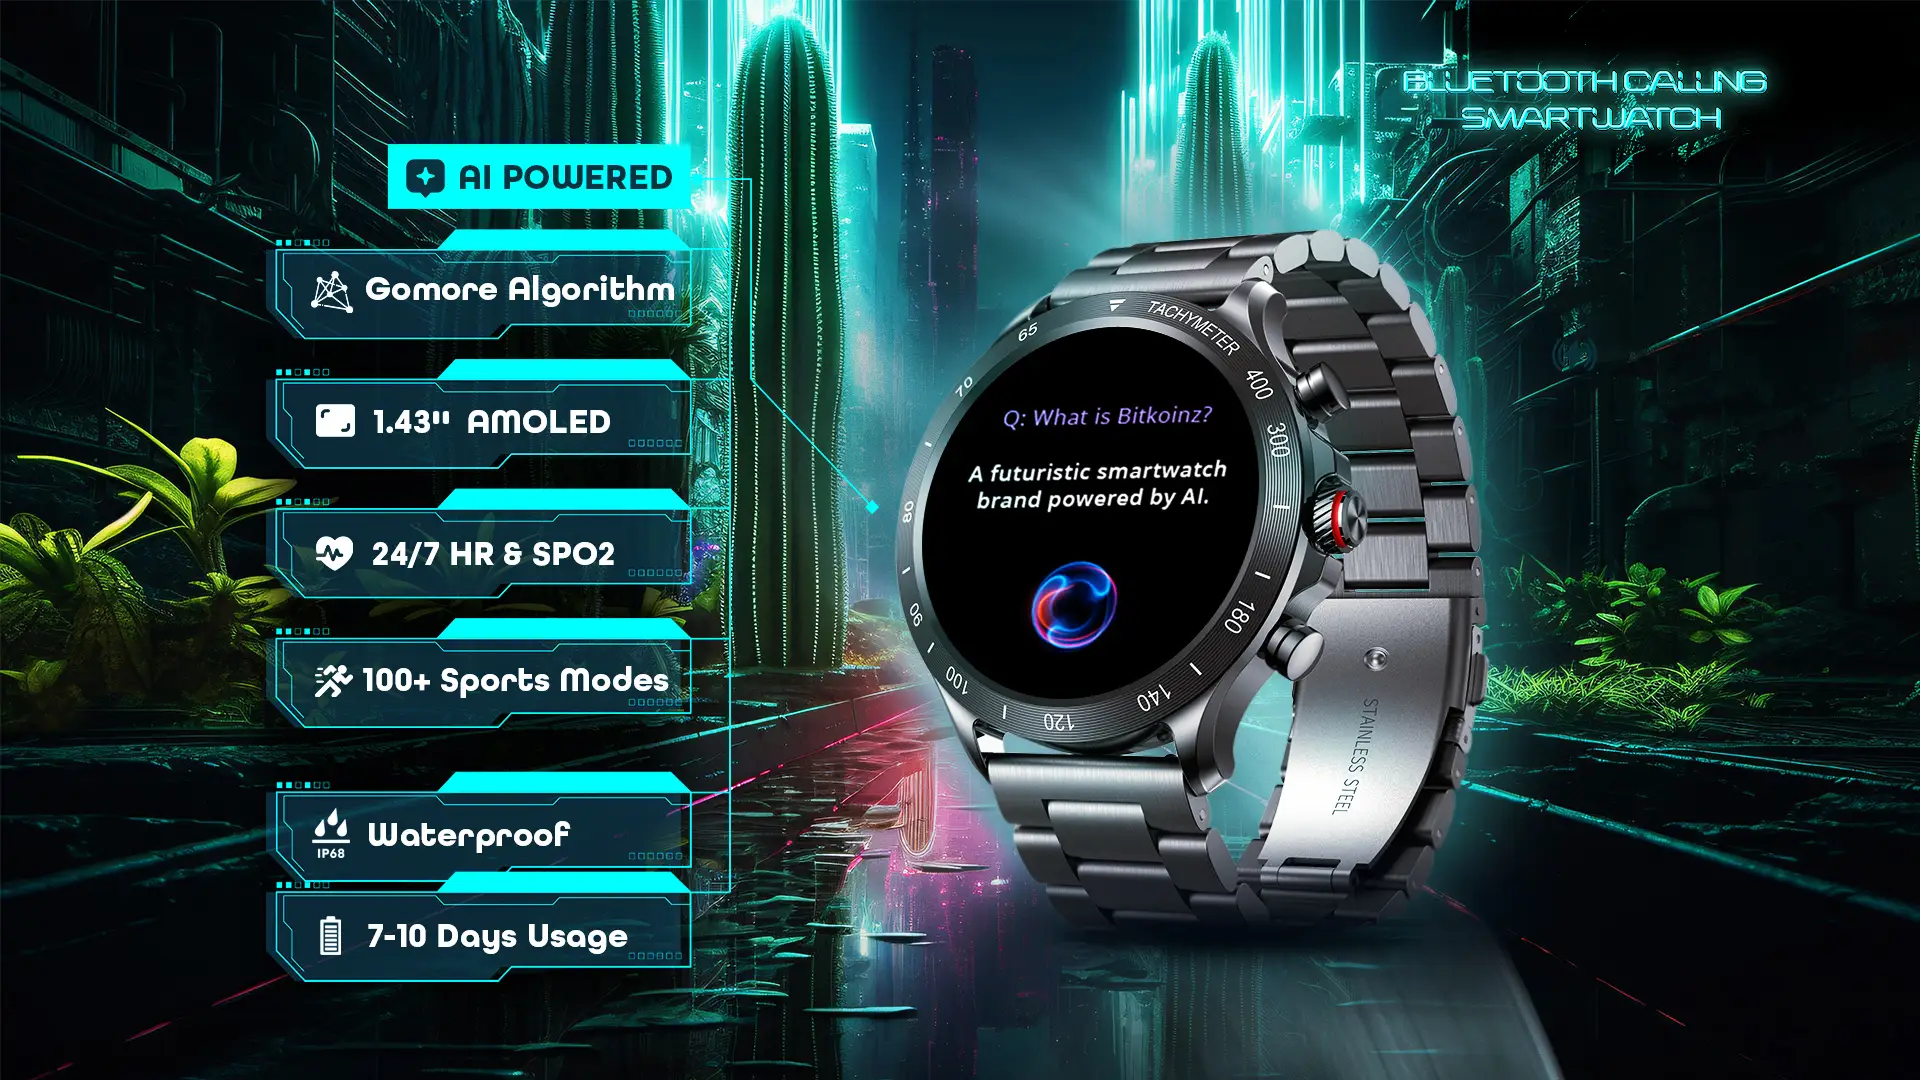 BLUETOOTH CALLING
SMARTWATCH
AI POWERED
Gomore Algorithm
1.43" AMOLED
24/7 HR & SPO2
100+ Sports Modes
IP68
Waterproof
7-10 Days Usage
TACHYMETER
400
300
180
140
120
100
90
80
70
65
Q: What is Bitkoinz?
A futuristic smartwatch
brand powered by AI.
STAINLESS STEEL